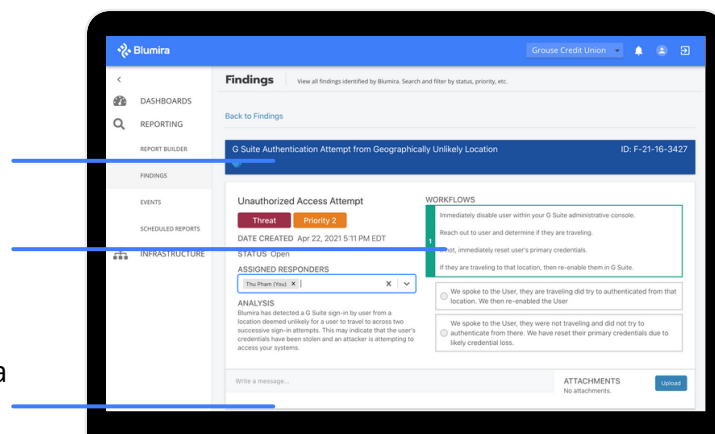 Blumira
Grouse Credit Union
Findings
View all findings identified by Blumira. Search and filter by status, priority, etc.
DASHBOARDS
REPORTING
REPORT BUILDER
FINDINGS
EVENTS
SCHEDULED REPORTS
INFRASTRUCTURE
Back to Findings
G Suite Authentication Attempt from Geographically Unlikely Location
ID: F-21-16-3427
Unauthorized Access Attempt
Threat
Priority 2
DATE CREATED Apr 22, 2021 5:11 PM EDT
STATUS Open
ASSIGNED RESPONDERS
Thu Pham (You) ×
ANALYSIS
Blumira has detected a G Suite sign-in by user from a
location deemed unlikely for a user to travel to across two
successive sign-in attempts. This may indicate that the user's
credentials have been stolen and an attacker is attempting to
access your systems.
WORKFLOWS
1
Immediately disable user within your G Suite administrative console.
Reach out to user and determine if they are traveling.
not, immediately reset user's primary credentials.
If they are traveling to that location, then re-enable them in G Suite.
We spoke to the User, they are traveling did try to authenticated from that
location. We then re-enabled the User
We spoke to the User, they were not traveling and did not try to
authenticate from there. We have reset their primary credentials due to
likely credential loss.
Write a message...
ATTACHMENTS
No attachments.
Upload
a